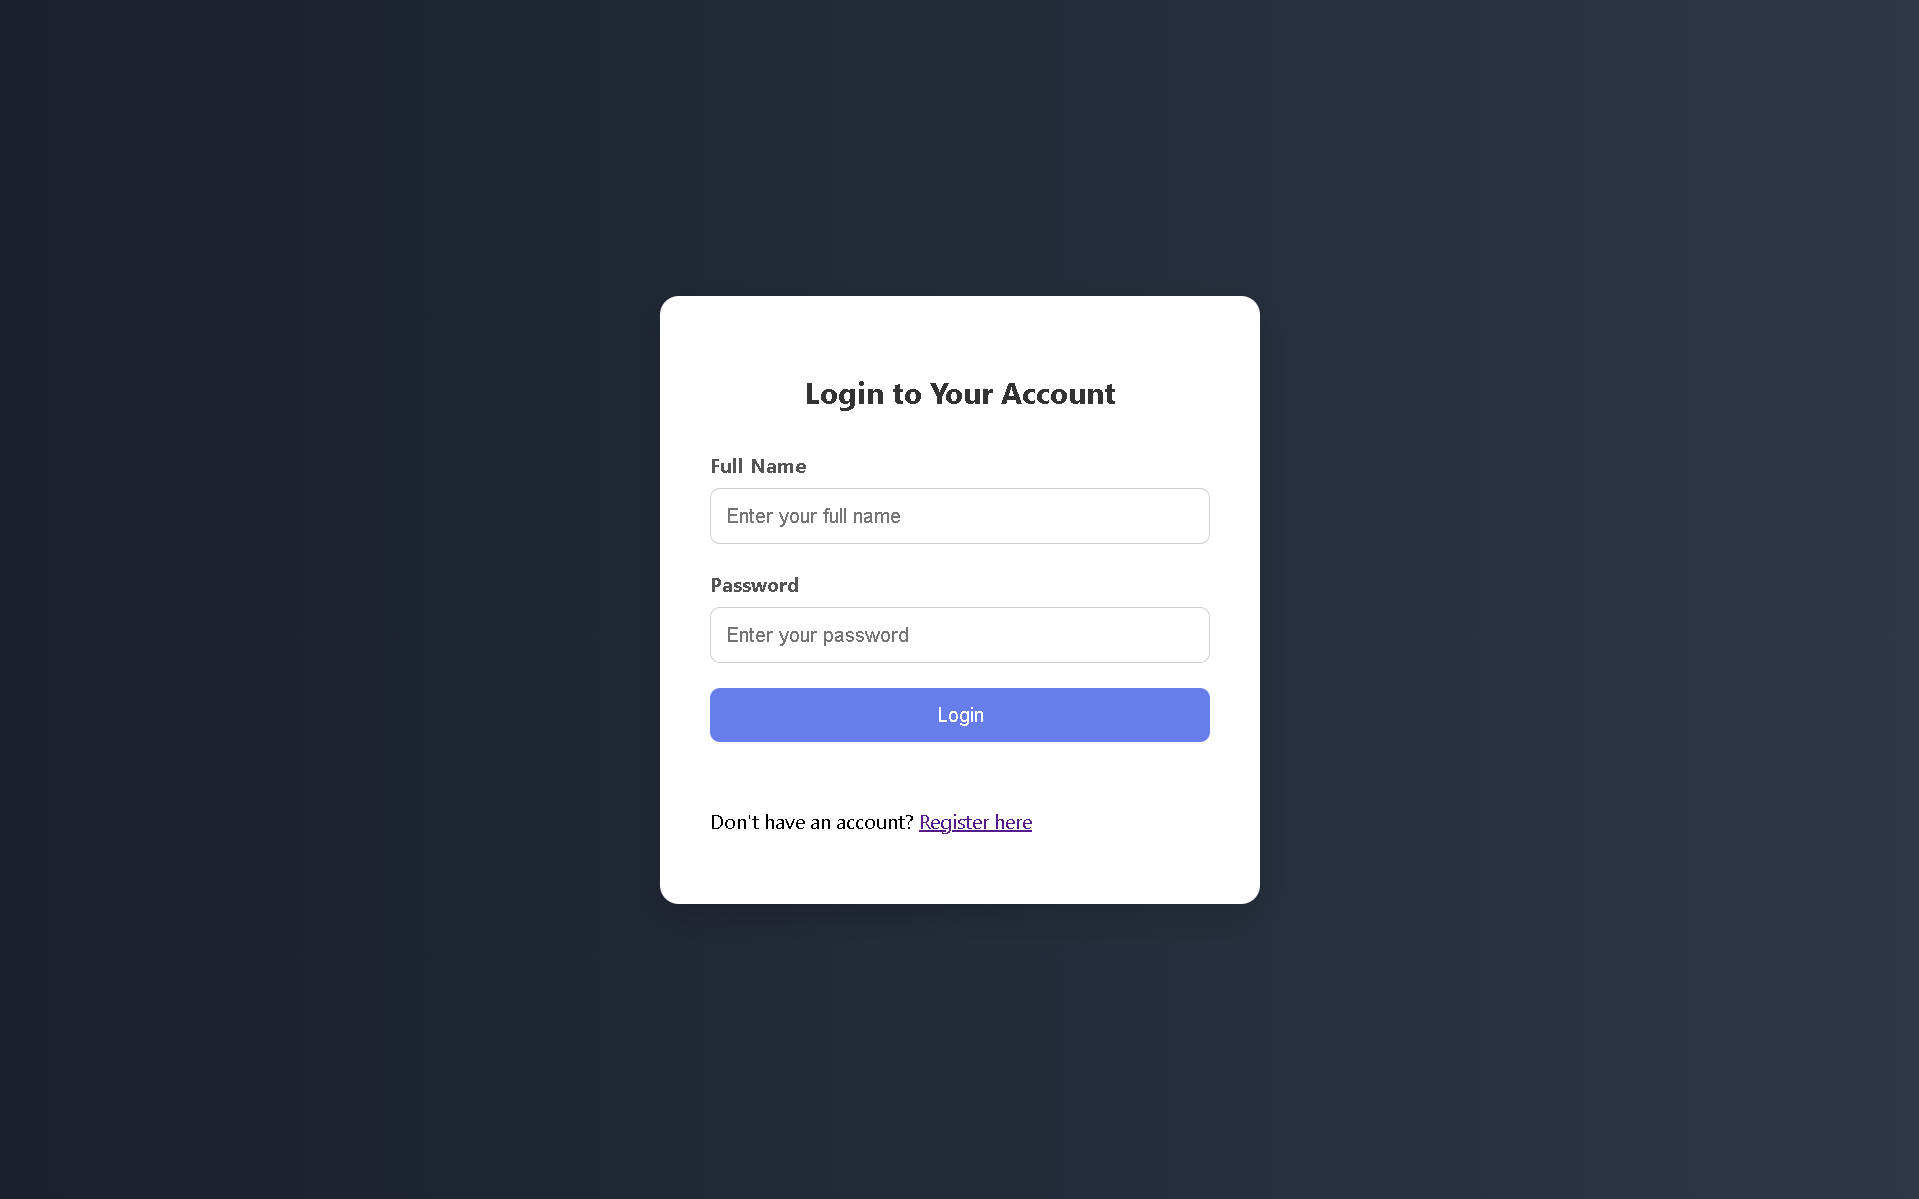 Login to Your Account
Full Name
Enter your full name
Password
Enter your password
Login
Don't have an account? Register here